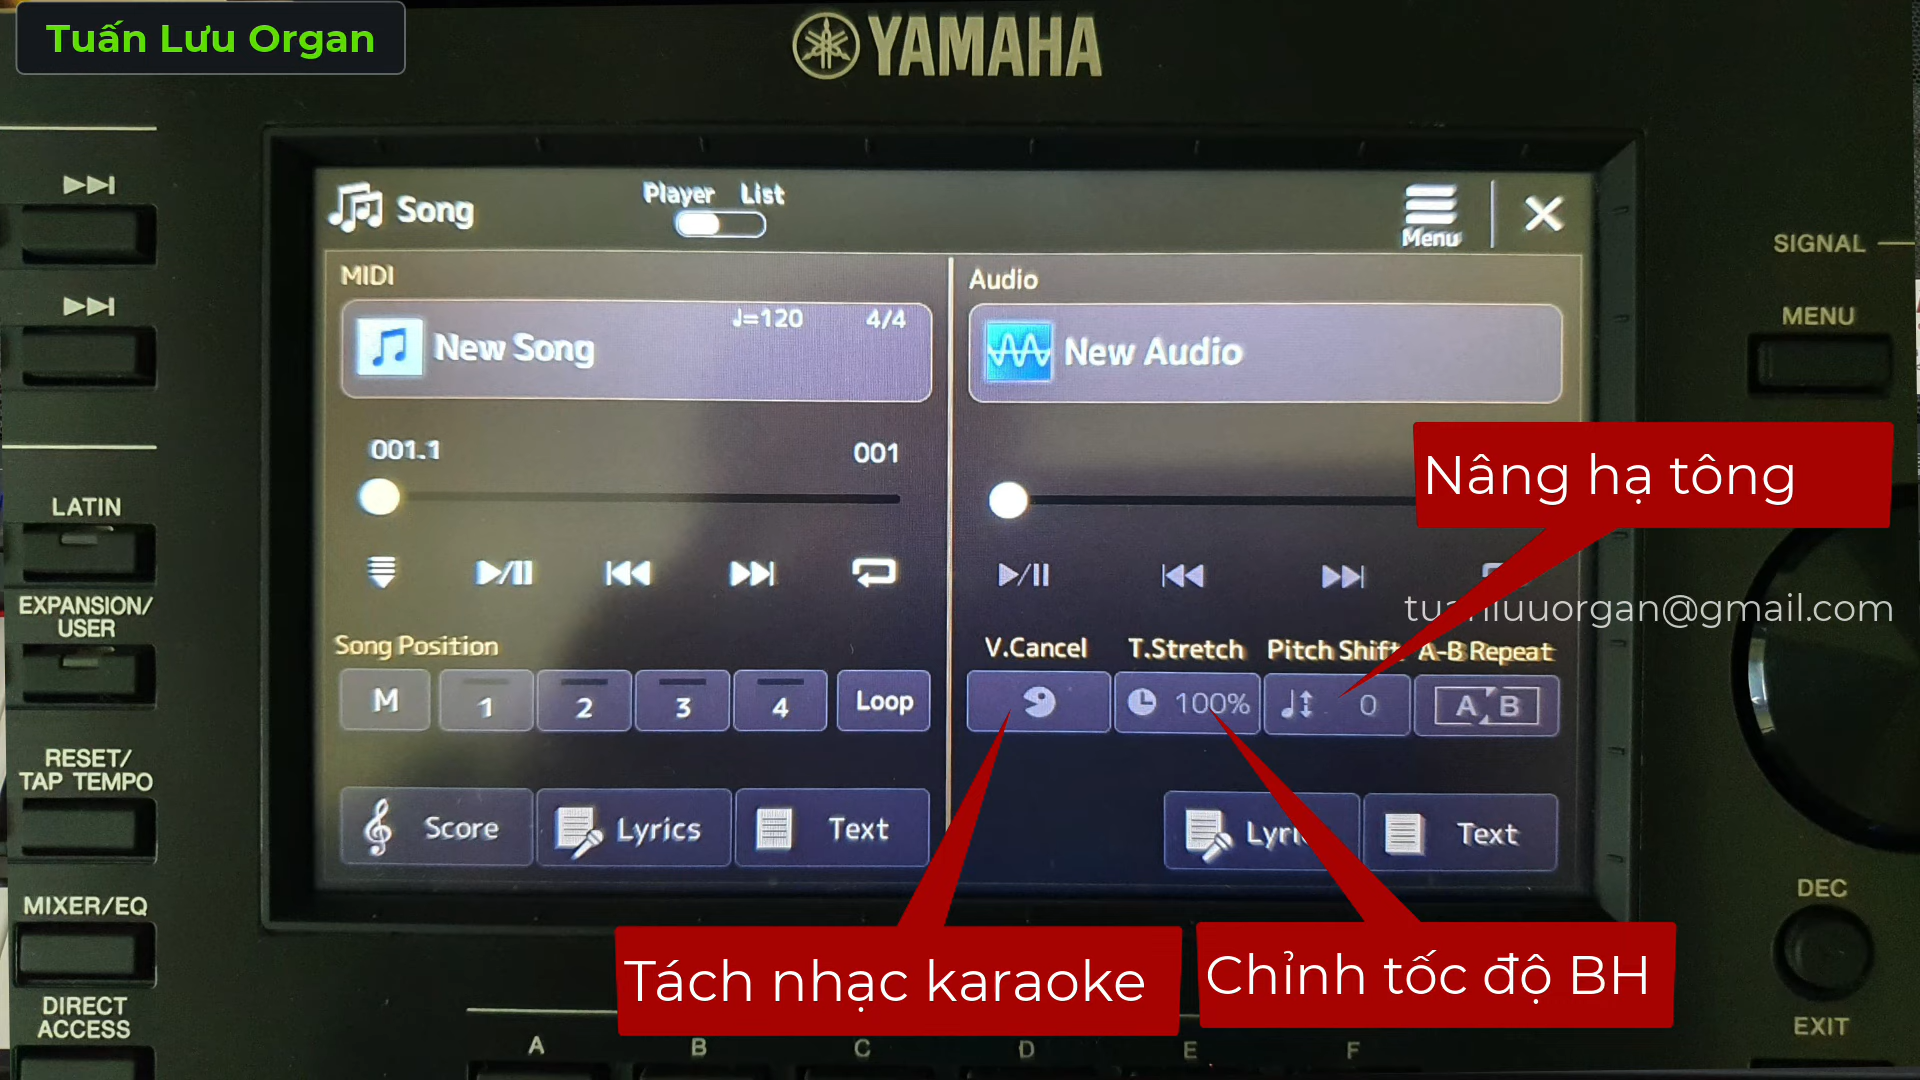 Tuấn Lưu Organ
YAMAHA
Song
Player List
Menu
MIDI
New Song
♩=120 4/4
001.1 001
Song Position
M 1 2 3 4 Loop
Score Lyrics Text
Audio
New Audio
Nâng hạ tông
V.Cancel T.Stretch Pitch Shift A-B Repeat
100% 0 A B
Text
Tách nhạc karaoke
Chỉnh tốc độ BH
LATIN
EXPANSION/
USER
RESET/
TAP TEMPO
MIXER/EQ
DIRECT
ACCESS
SIGNAL
MENU
DEC
EXIT
A B C D E F